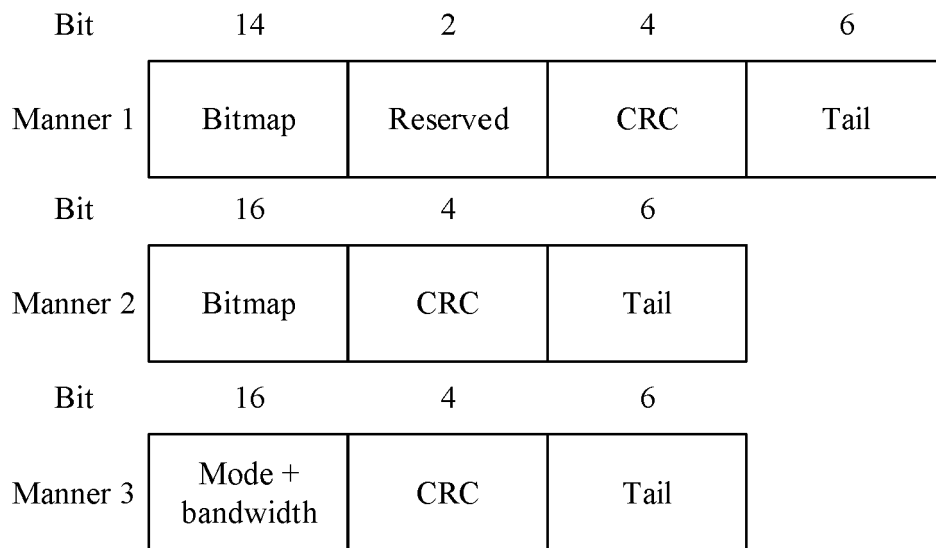 Bit 14 2 4 6
Manner 1 Bitmap Reserved CRC Tail
Bit 16 4 6
Manner 2 Bitmap CRC Tail
Bit 16 4 6
Manner 3 Mode + bandwidth CRC Tail